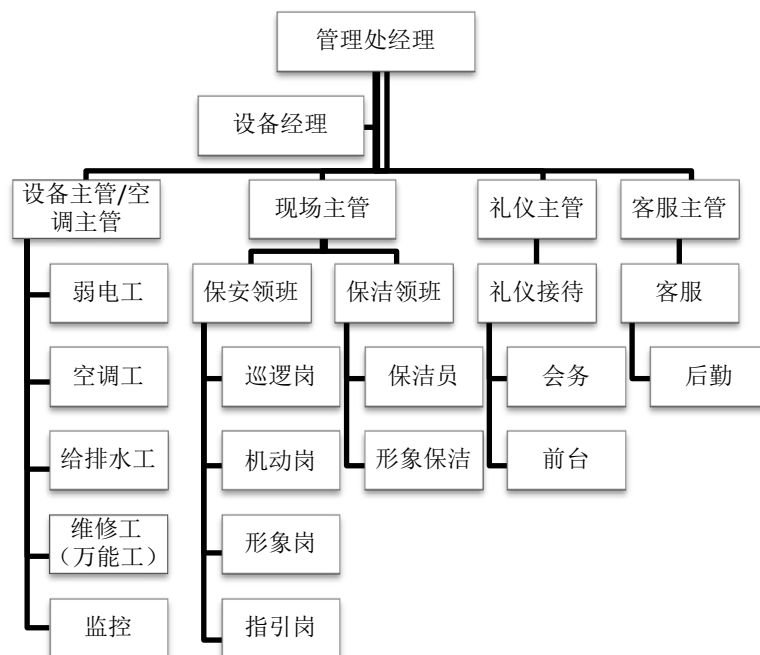 管理处经理
设备经理
设备主管/空
调主管
现场主管
礼仪主管
客服主管
弱电工
空调工
给排水工
维修工
（万能工）
监控
保安领班
巡逻岗
机动岗
形象岗
指引岗
保洁领班
保洁员
形象保洁
礼仪接待
会务
前台
客服
后勤